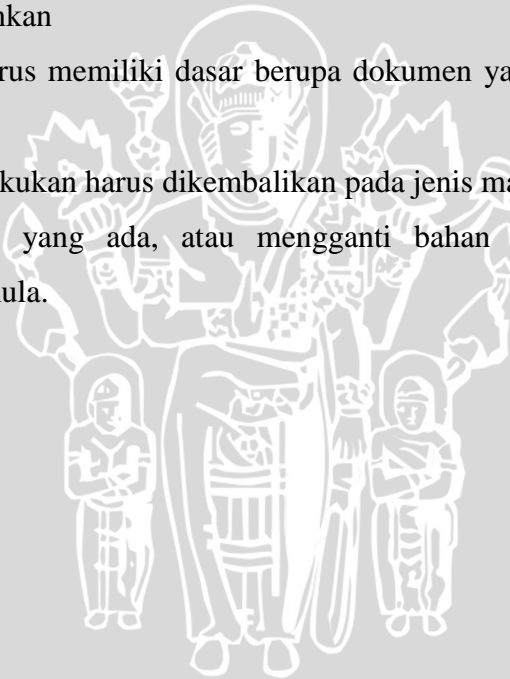 nkan
rus memiliki dasar berupa dokumen ya
kukan harus dikembalikan pada jenis ma
yang ada, atau mengganti bahan
ula.